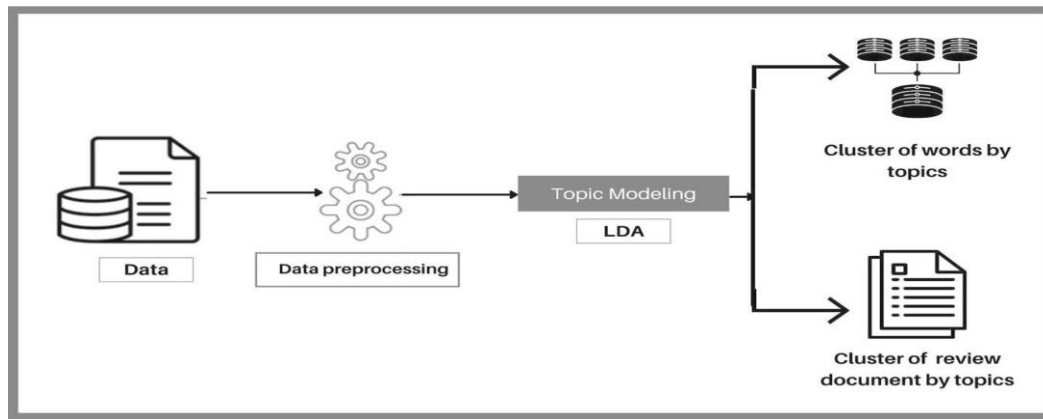 Data
Data preprocessing
Topic Modeling
LDA
Cluster of words by
topics
Cluster of review
document by topics